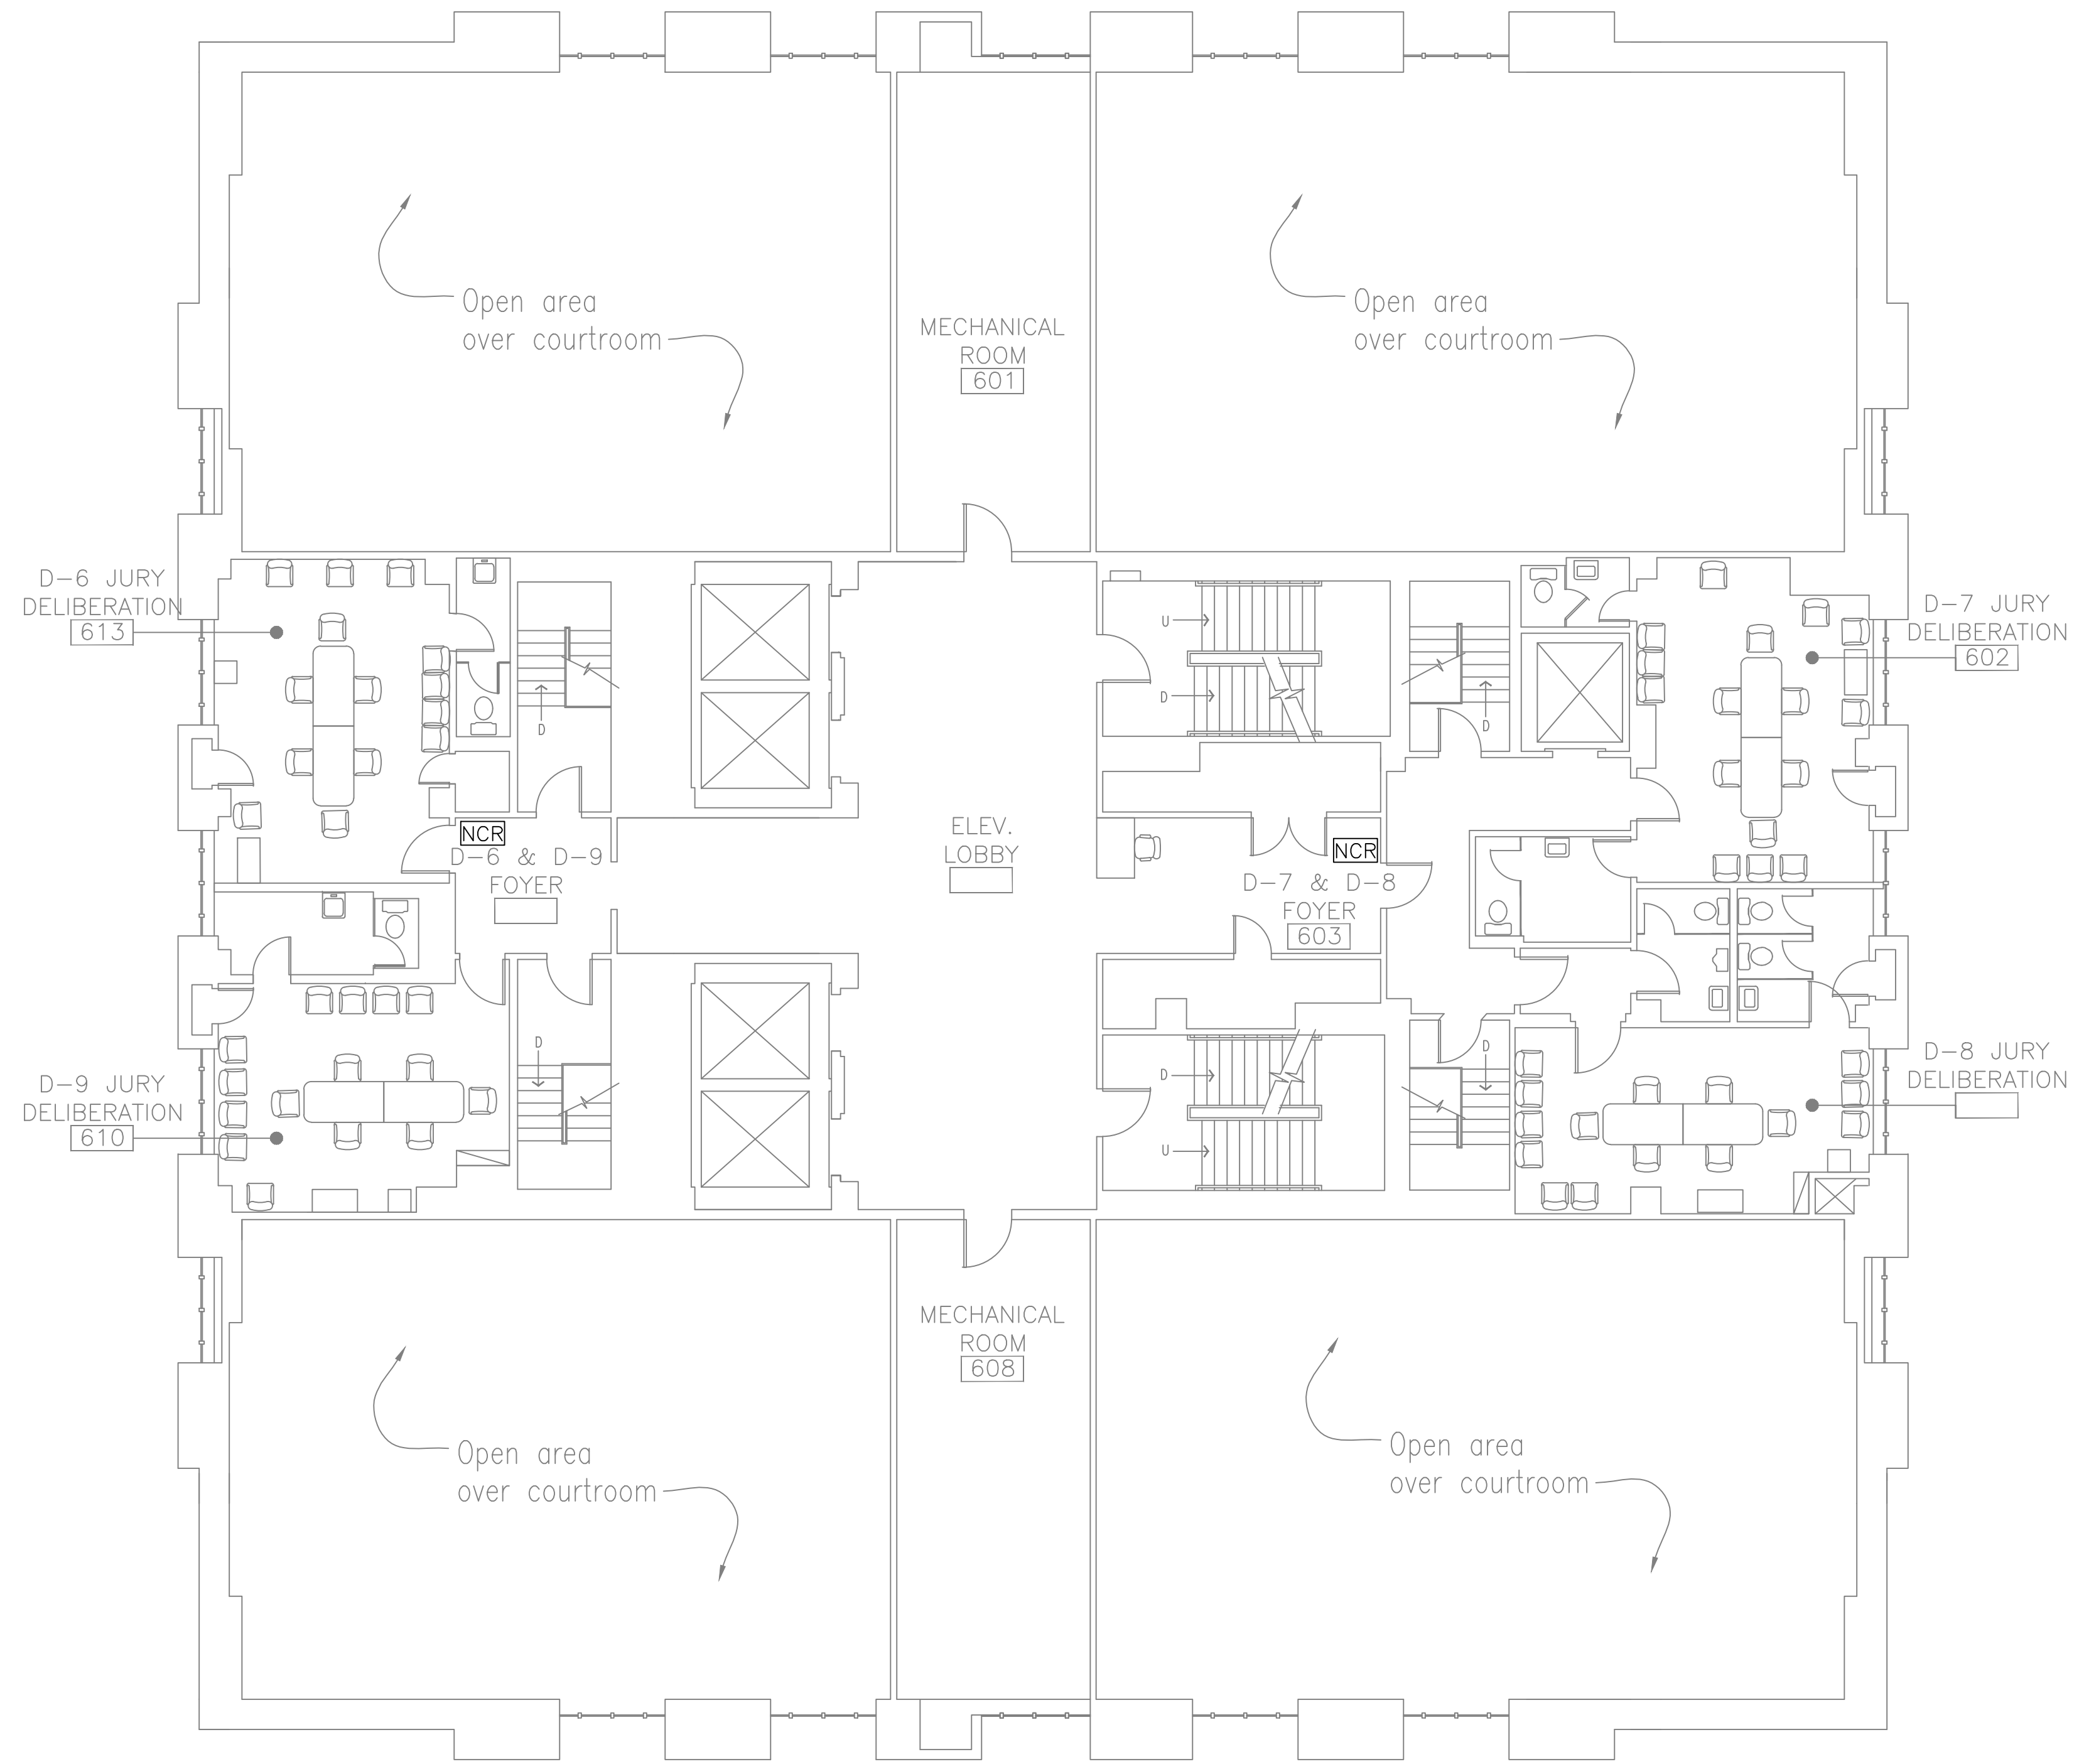 Open area
over courtroom
MECHANICAL
ROOM
601
Open area
over courtroom
D-6 JURY
DELIBERATION
613
D-7 JURY
DELIBERATION
602
U
D
D
D
NCR
D-6 & D-9
FOYER
ELEV.
LOBBY
NCR
D-7 & D-8
FOYER
603
D
D
D
U
D-9 JURY
DELIBERATION
610
D-8 JURY
DELIBERATION
MECHANICAL
ROOM
608
Open area
over courtroom
Open area
over courtroom